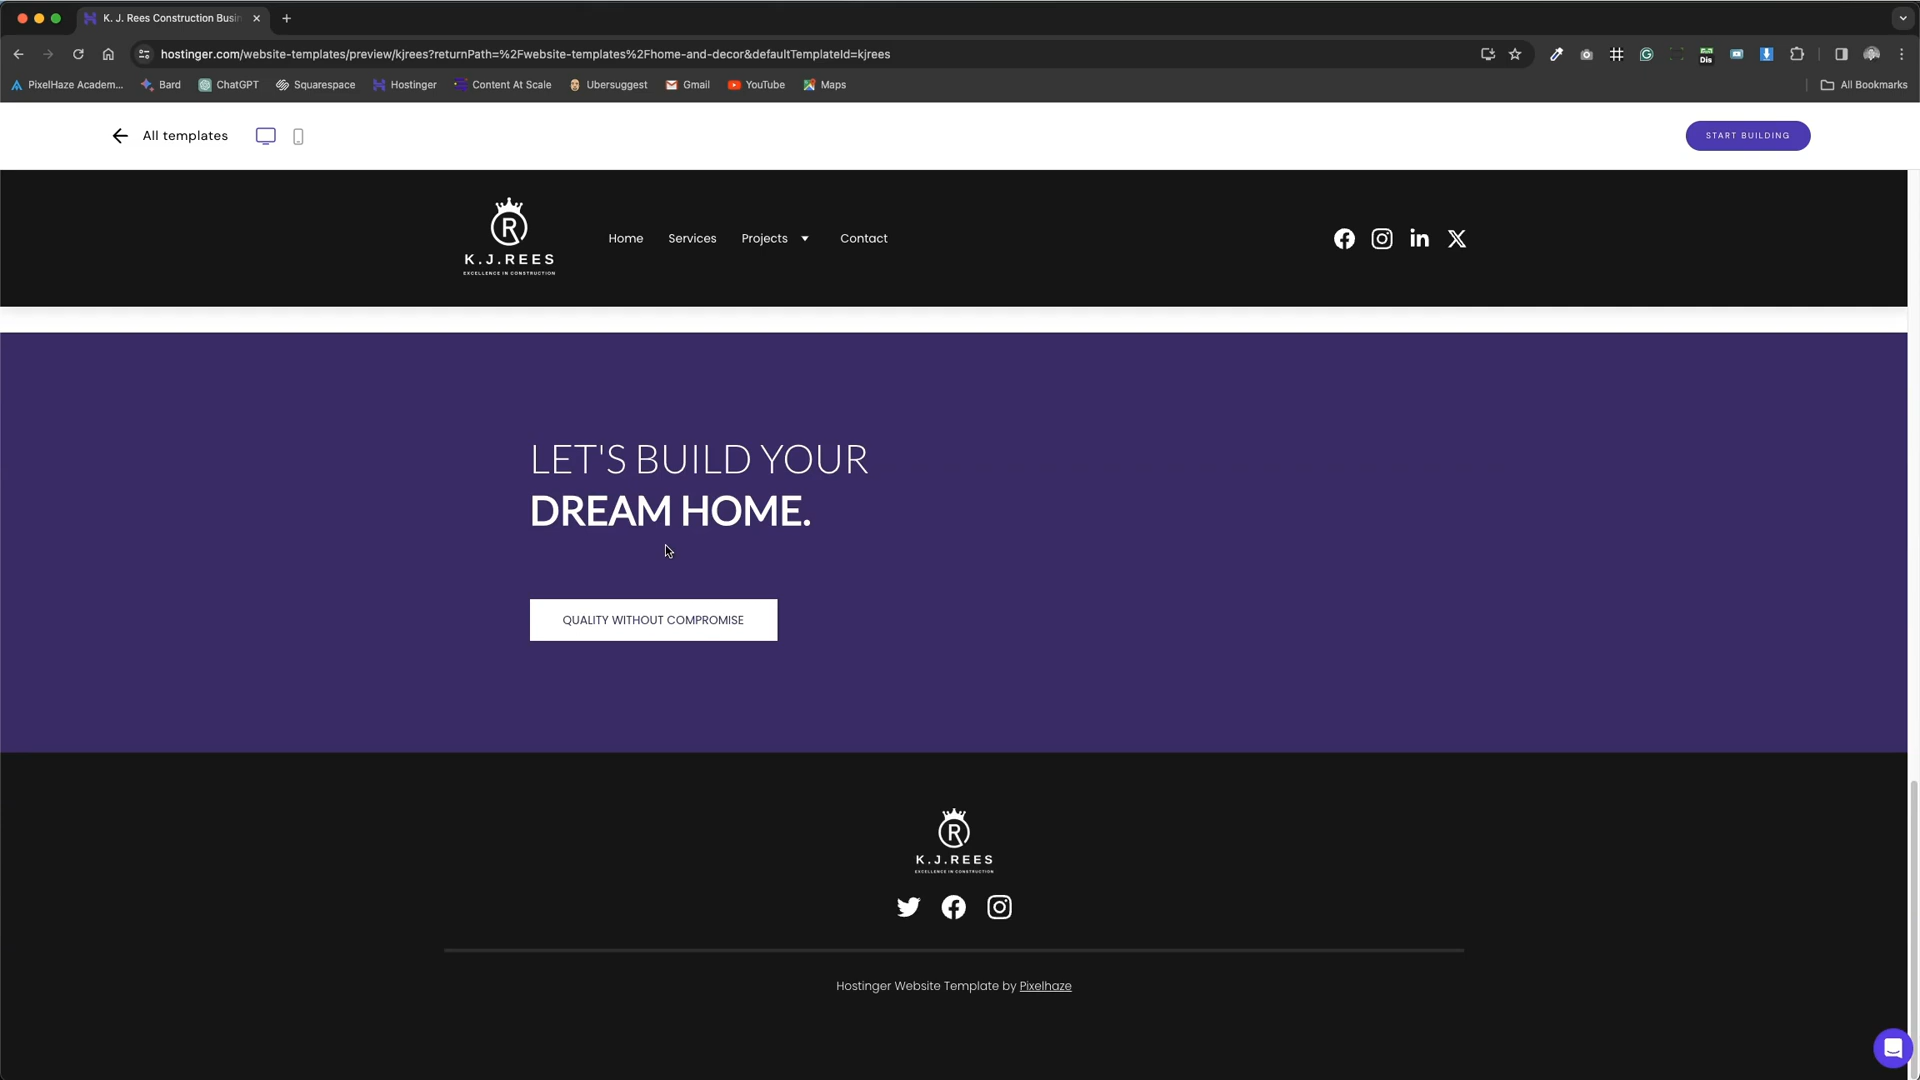 K. J. Rees Construction Busin
hostinger.com/website-templates/preview/kjrees?returnPath=%2Fwebsite-templates%2Fhome-and-decor&defaultTemplateId=kjrees
Dis
PixelHaze Academ...
Bard
ChatGPT
Squarespace
Hostinger
Content At Scale
Ubersuggest
Gmail
YouTube
Maps
All Bookmarks
All templates
START BUILDING
R
K.J.REES
EXCELLENCE IN CONSTRUCTION
Home
Services
Projects
Contact
LET'S BUILD YOUR
DREAM HOME.
QUALITY WITHOUT COMPROMISE
R
K.J.REES
EXCELLENCE IN CONSTRUCTION
Hostinger Website Template by Pixelhaze